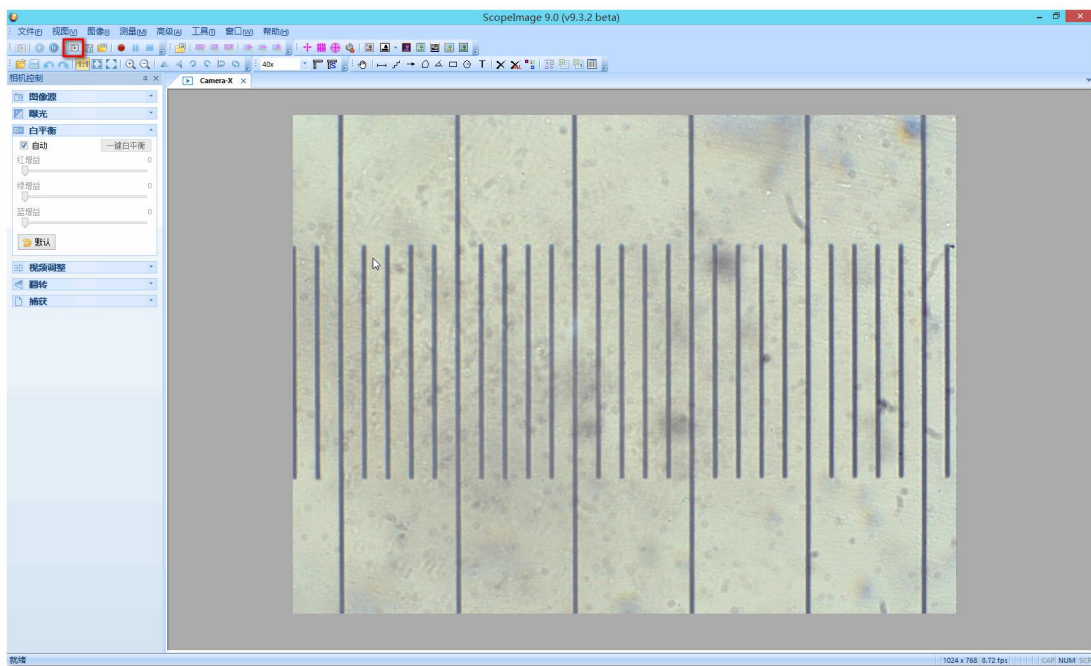 ScopeImage 9.0 (v9.3.2 beta)
文件(F) 视图(V) 图像(I) 测量(M) 高级(A) 工具(T) 窗口(W) 帮助(H)
1:1 40x T
相机控制
Camera-X
图像源
曝光
白平衡
自动 一键白平衡
红增益 0
绿增益 0
蓝增益 0
默认
视频调整
翻转
捕获
就绪 1024 x 768 8.72 fps CAP NUM